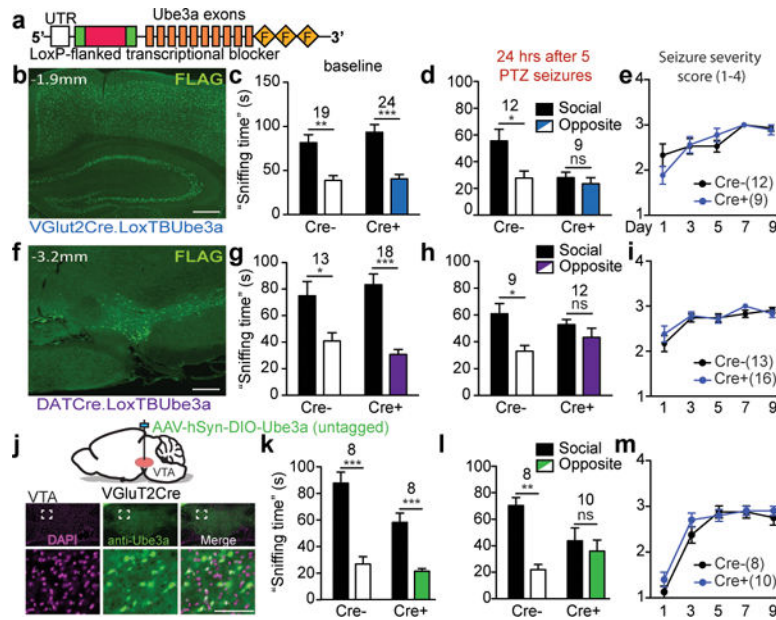 a
UTR
Ube3a exons
F F F
3'
LoxP-flanked transcriptional blocker
b
-1.9mm
FLAG
VGlut2Cre.LoxTBUbe3a
c
baseline
"Sniffing time" (s)
150
100
50
0
19
**
24
***
Cre- Cre+
d
24 hrs after 5
PTZ seizures
Social
Opposite
100
80
60
40
20
0
12
*
9
ns
Cre- Cre+
e
Seizure severity
score (1-4)
4
3
2
1
Cre-(12)
Cre+(9)
Day 1 3 5 7 9
f
-3.2mm
FLAG
DATCre.LoxTBUbe3a
g
"Sniffing time" (s)
100
80
60
40
20
0
13
*
18
***
Cre- Cre+
h
Social
Opposite
100
80
60
40
20
0
9
*
12
ns
Cre- Cre+
i
4
3
2
1
Cre-(13)
Cre+(16)
1 3 5 7 9
j
AAV-hSyn-DIO-Ube3a (untagged)
VTA
VGluT2Cre
VTA
DAPI
anti-Ube3a
Merge
k
"Sniffing time" (s)
100
80
60
40
20
0
8
***
8
***
Cre- Cre+
l
Social
Opposite
100
80
60
40
20
0
8
**
10
ns
Cre- Cre+
m
4
3
2
1
Cre-(8)
Cre+(10)
1 3 5 7 9